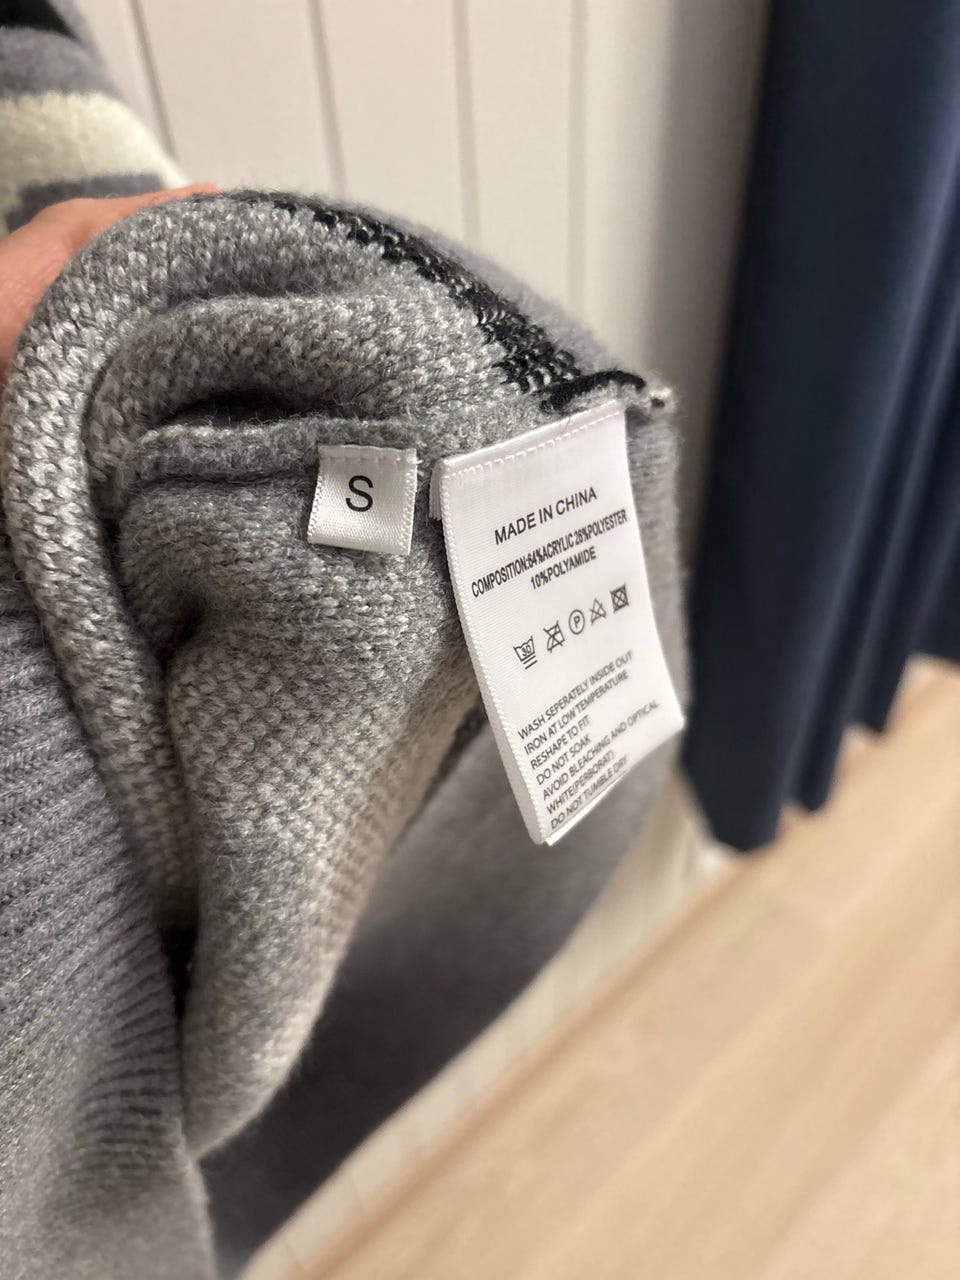 S
MADE IN CHINA
COMPOSITION:64%ACRYLIC 26%POLYESTER
10%POLYAMIDE
30
P
WASH SEPERATELY INSIDE OUT
IRON AT LOW TEMPERATURE
RESHAPE TO FIT
DO NOT SOAK
AVOID BLEACHING AND OPTICAL
WHITE(PERBORAT)
DO NOT TUMBLE DRY